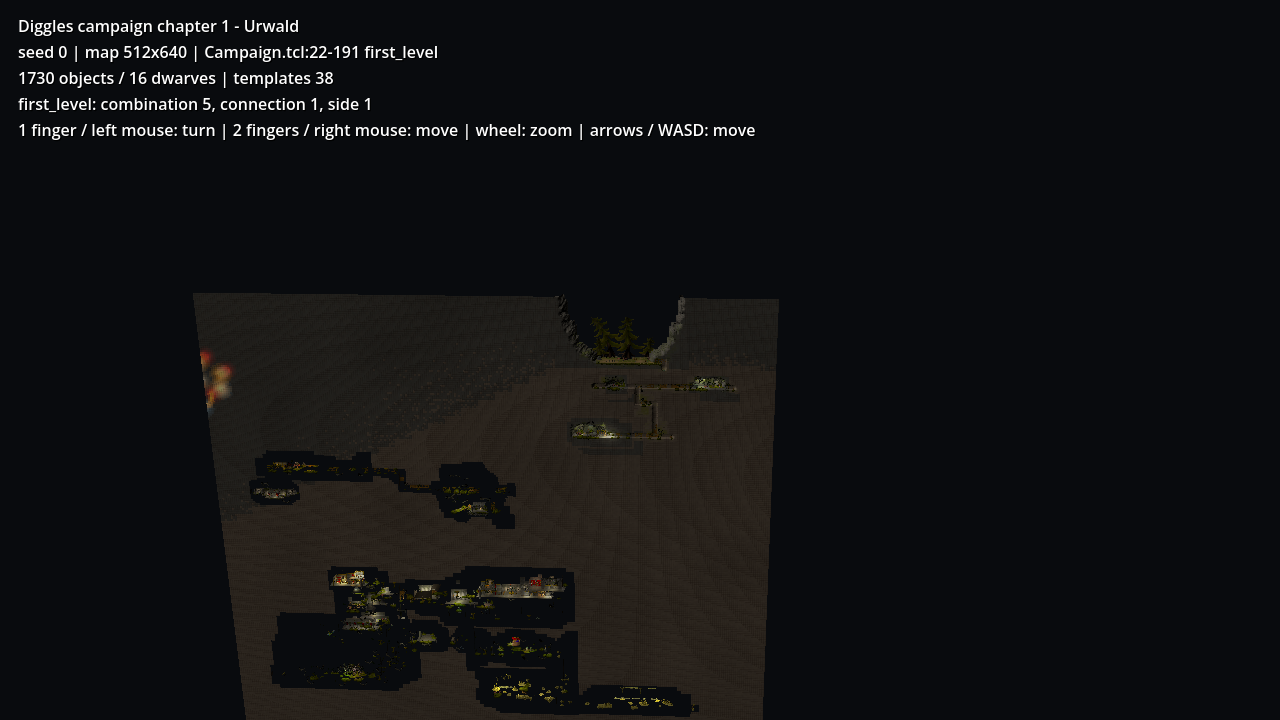 Diggles campaign chapter 1 - Urwald
seed 0 | map 512x640 | Campaign.tcl:22-191 first_level
1730 objects / 16 dwarves | templates 38
first_level: combination 5, connection 1, side 1
1 finger / left mouse: turn | 2 fingers / right mouse: move | wheel: zoom | arrows / WASD: move